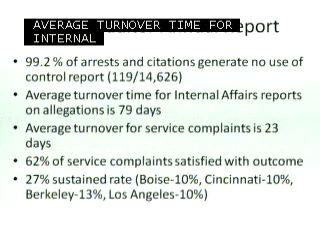 AVERAGE TURNOVER TIME FOR
INTERNAL
Report
• 99.2 % of arrests and citations generate no use of
control report (119/14,626)
• Average turnover time for Internal Affairs reports
on allegations is 79 days
• Average turnover for service complaints is 23
days
• 62% of service complaints satisfied with outcome
• 27% sustained rate (Boise-10%, Cincinnati-10%,
Berkeley-13%, Los Angeles-10%)